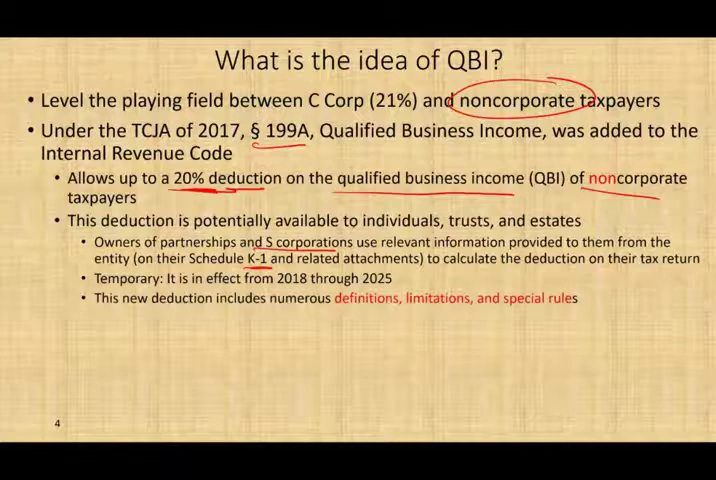 What is the idea of QBI?
• Level the playing field between C Corp (21%) and noncorporate taxpayers
• Under the TCJA of 2017, § 199A, Qualified Business Income, was added to the
Internal Revenue Code
• Allows up to a 20% deduction on the qualified business income (QBI) of noncorporate
taxpayers
• This deduction is potentially available to individuals, trusts, and estates
• Owners of partnerships and S corporations use relevant information provided to them from the
entity (on their Schedule K-1 and related attachments) to calculate the deduction on their tax return
• Temporary: It is in effect from 2018 through 2025
• This new deduction includes numerous definitions, limitations, and special rules
4